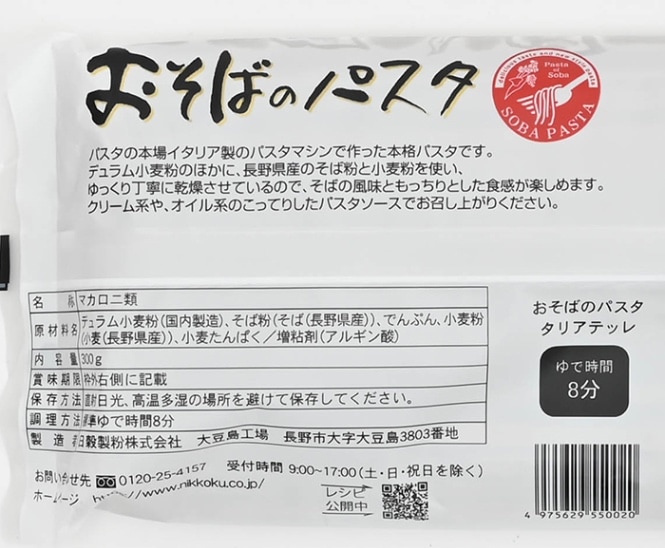 おそばのパスタ
Delicious taste and new style pasta
Pasta of Soba
SOBA PASTA
パスタの本場イタリア製のパスタマシンで作った本格パスタです。
デュラム小麦粉のほかに、長野県産のそば粉と小麦粉を使い、
ゆっくり丁寧に乾燥させているので、そばの風味ともっちりとした食感が楽しめます。
クリーム系や、オイル系のこってりしたパスタソースでお召し上がりください。
名 称 マカロニ類
原材料名 デュラム小麦粉(国内製造)、そば粉(そば(長野県産))、でんぷん、小麦粉
(小麦(長野県産))、小麦たんぱく/増粘剤(アルギン酸)
内 容 量 300g
賞味期限 枠外右側に記載
保存方法 直射日光、高温多湿の場所を避けて保存してください。
調理方法 標準ゆで時間8分
製 造 者 日穀製粉株式会社 大豆島工場 長野市大字大豆島3803番地
お問い合せ先 0120-25-4157 受付時間 9:00~17:00(土・日・祝日を除く)
ホームページ http://www.nikkoku.co.jp/
レシピ
公開中
おそばのパスタ
タリアテッレ
ゆで時間
8分
4 975629 550020